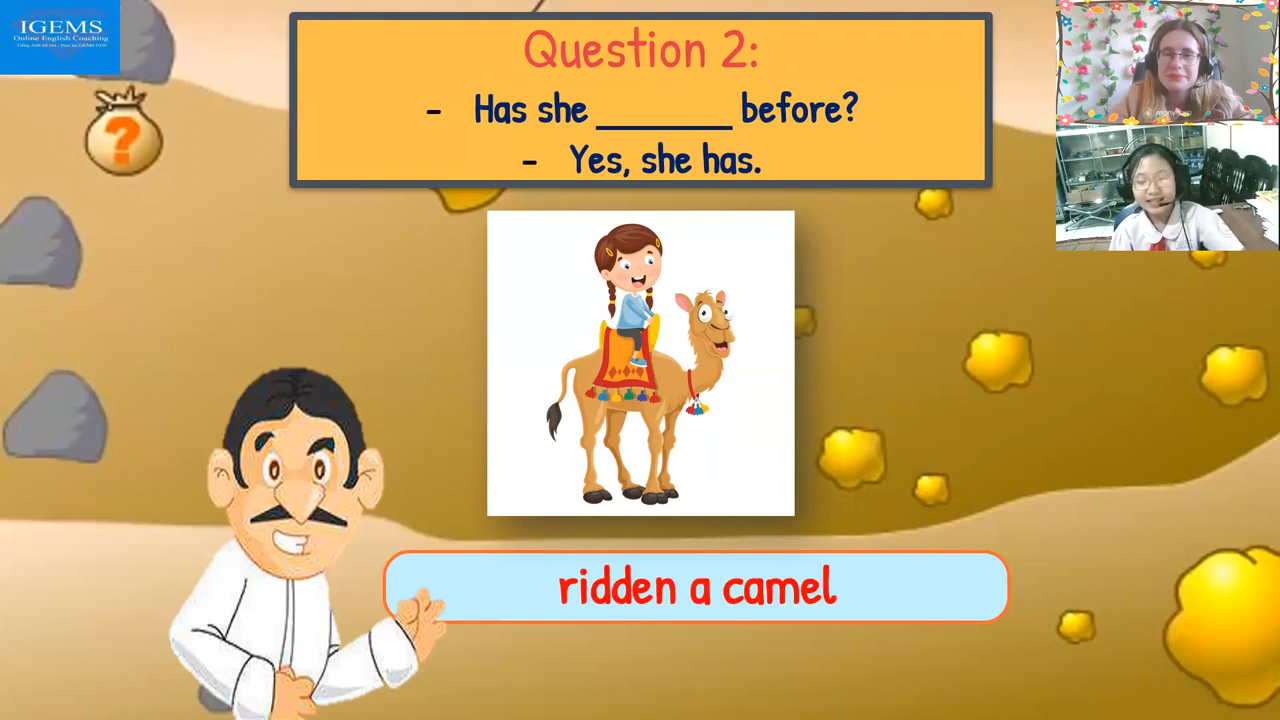 IGEMS
Online English Coaching
Question 2:
- Has she _______ before?
- Yes, she has.
?
ridden a camel